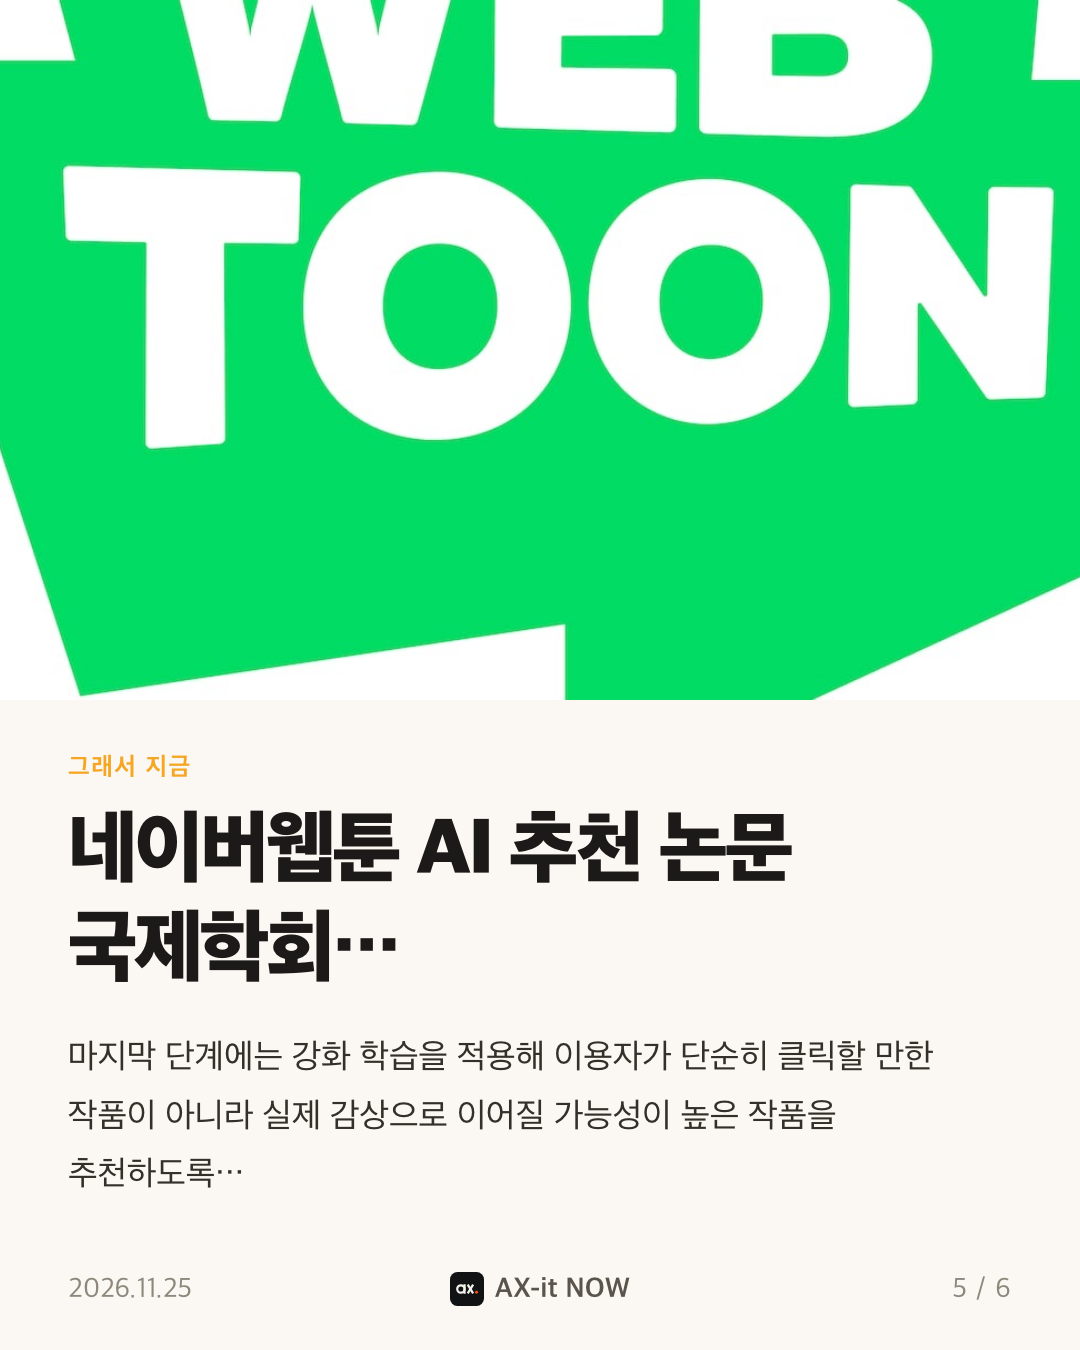 WEB
TOON
그래서 지금
네이버웹툰 AI 추천 논문
국제학회…
마지막 단계에는 강화 학습을 적용해 이용자가 단순히 클릭할 만한
작품이 아니라 실제 감상으로 이어질 가능성이 높은 작품을
추천하도록…
2026.11.25
ax. AX-it NOW
5 / 6